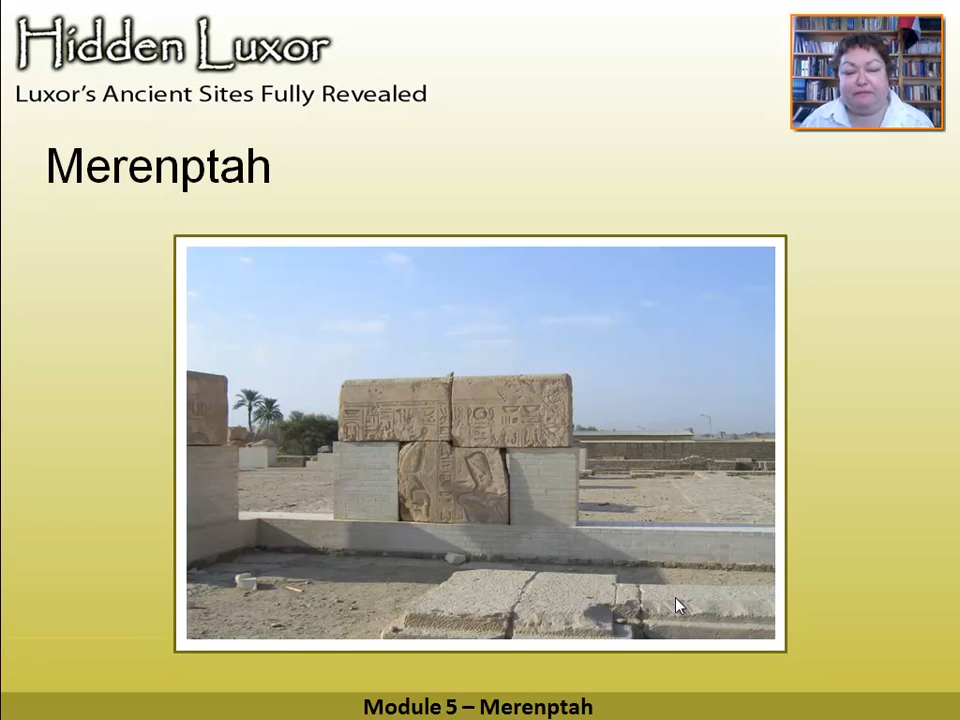 Hidden Luxor
Luxor's Ancient Sites Fully Revealed
Merenptah
Module 5 – Merenptah